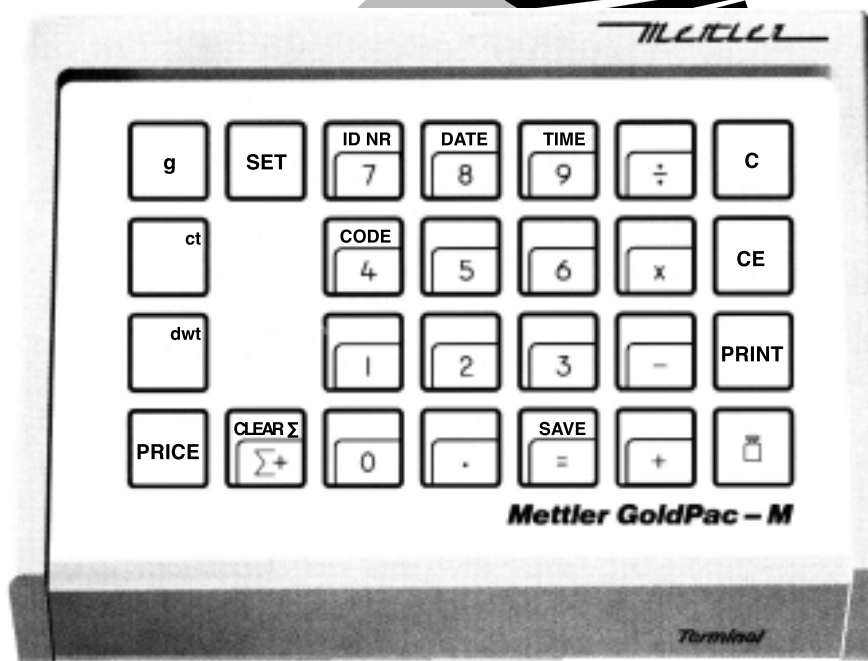 Mettler
g SET ID NR 7 DATE 8 TIME 9 ÷ C
ct CODE 4 5 6 x CE
dwt 1 2 3 – PRINT
PRICE CLEAR Σ Σ+ 0 . SAVE = +
Mettler GoldPac – M
Terminal